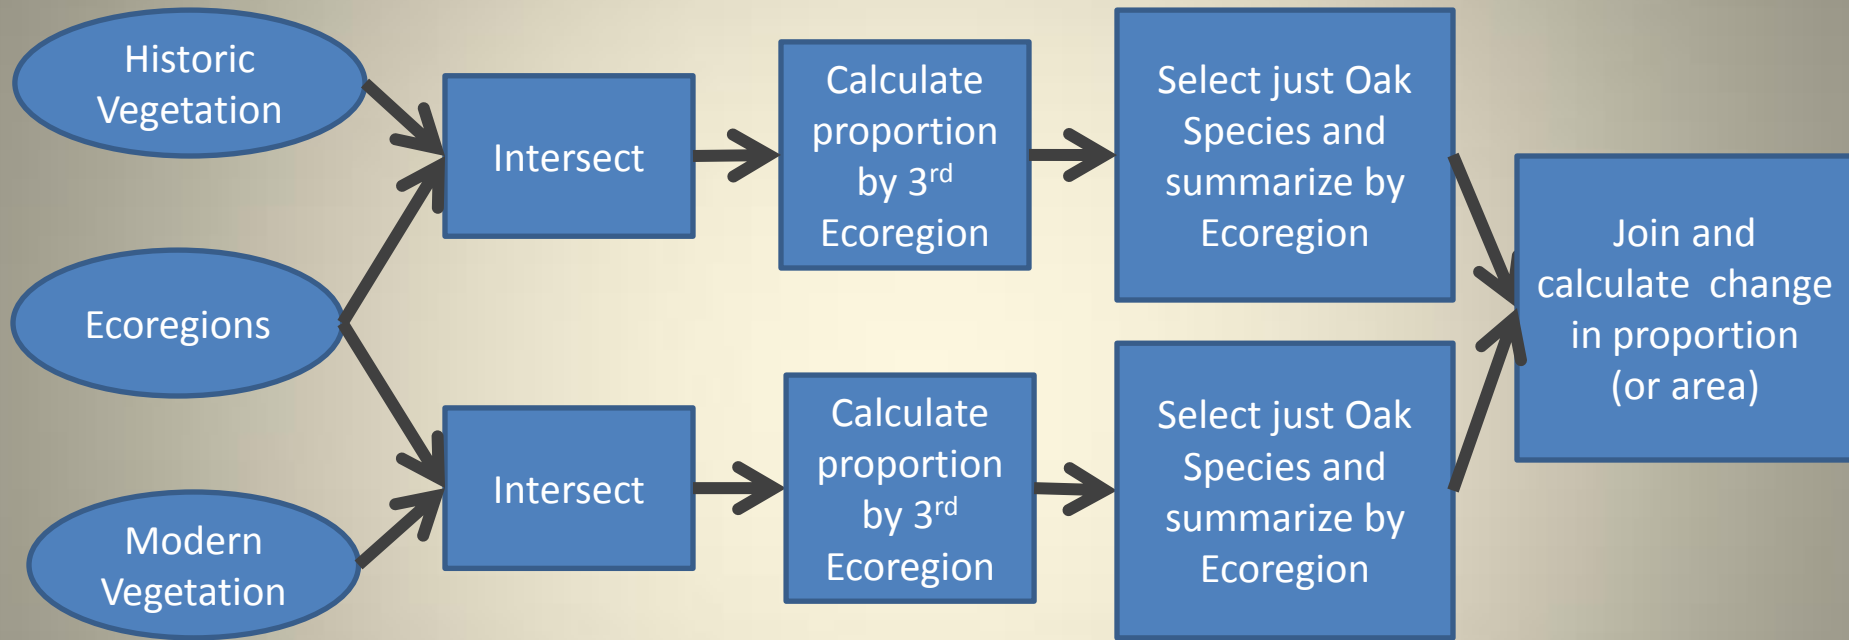 Historic
Vegetation
Ecoregions
Modern
Vegetation
Intersect
Calculate
proportion
by 3rd
Ecoregion
Select just Oak
Species and
summarize by
Ecoregion
Intersect
Calculate
proportion
by 3rd
Ecoregion
Select just Oak
Species and
summarize by
Ecoregion
Join and
calculate change
in proportion
(or area)